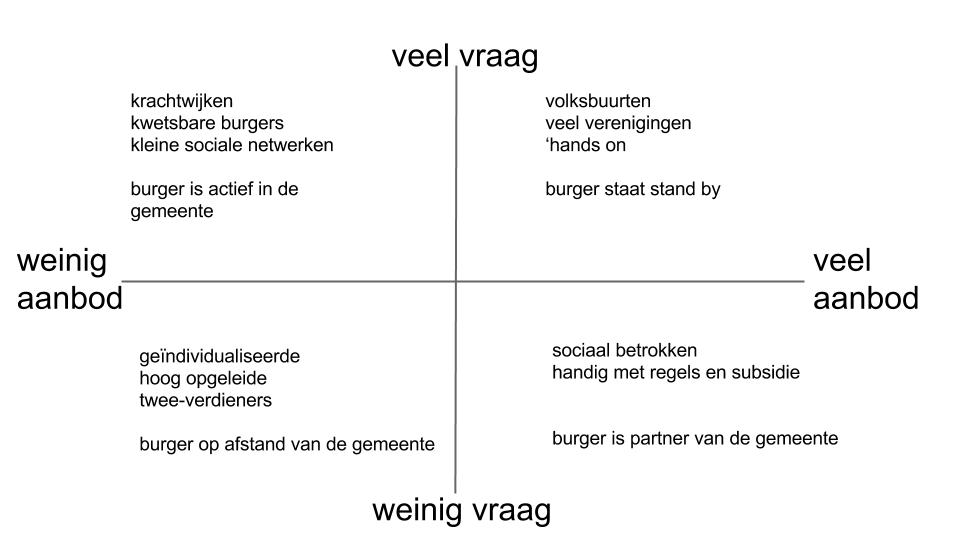 veel vraag
krachtwijken
kwetsbare burgers
kleine sociale netwerken
burger is actief in de
gemeente
volksbuurten
veel verenigingen
‘hands on
burger staat stand by
weinig
aanbod
veel
aanbod
geïndividualiseerde
hoog opgeleide
twee-verdieners
burger op afstand van de gemeente
sociaal betrokken
handig met regels en subsidie
burger is partner van de gemeente
weinig vraag